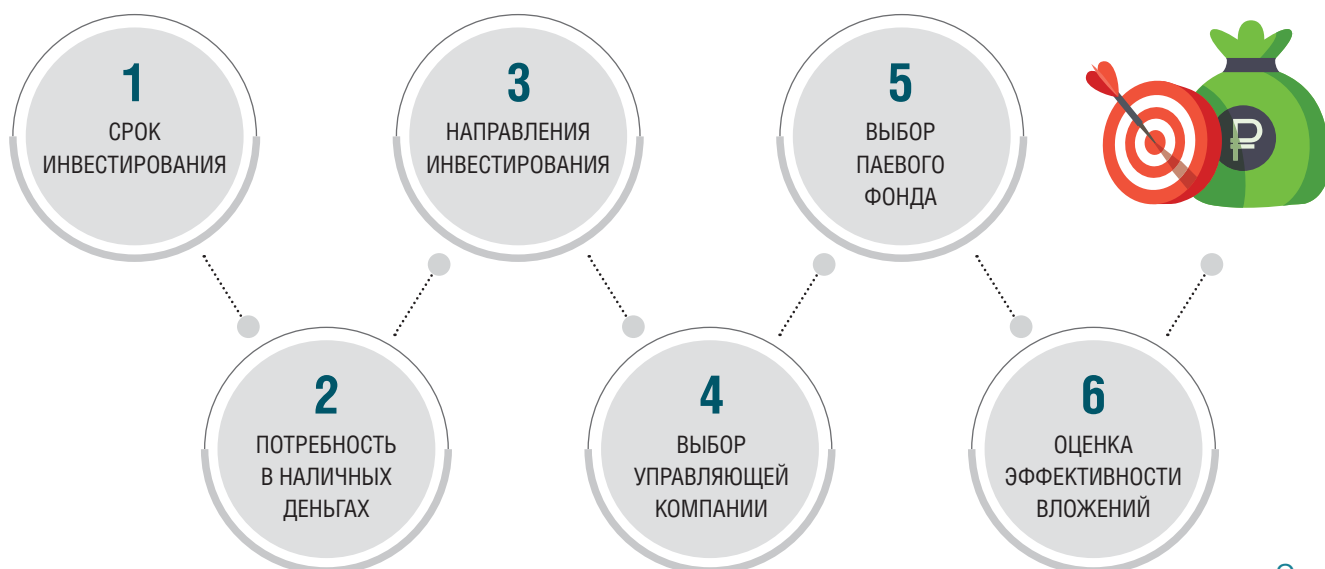 1
СРОК
ИНВЕСТИРОВАНИЯ
2
ПОТРЕБНОСТЬ
В НАЛИЧНЫХ
ДЕНЬГАХ
3
НАПРАВЛЕНИЯ
ИНВЕСТИРОВАНИЯ
4
ВЫБОР
УПРАВЛЯЮЩЕЙ
КОМПАНИИ
5
ВЫБОР
ПАЕВОГО
ФОНДА
6
ОЦЕНКА
ЭФФЕКТИВНОСТИ
ВЛОЖЕНИЙ
₽